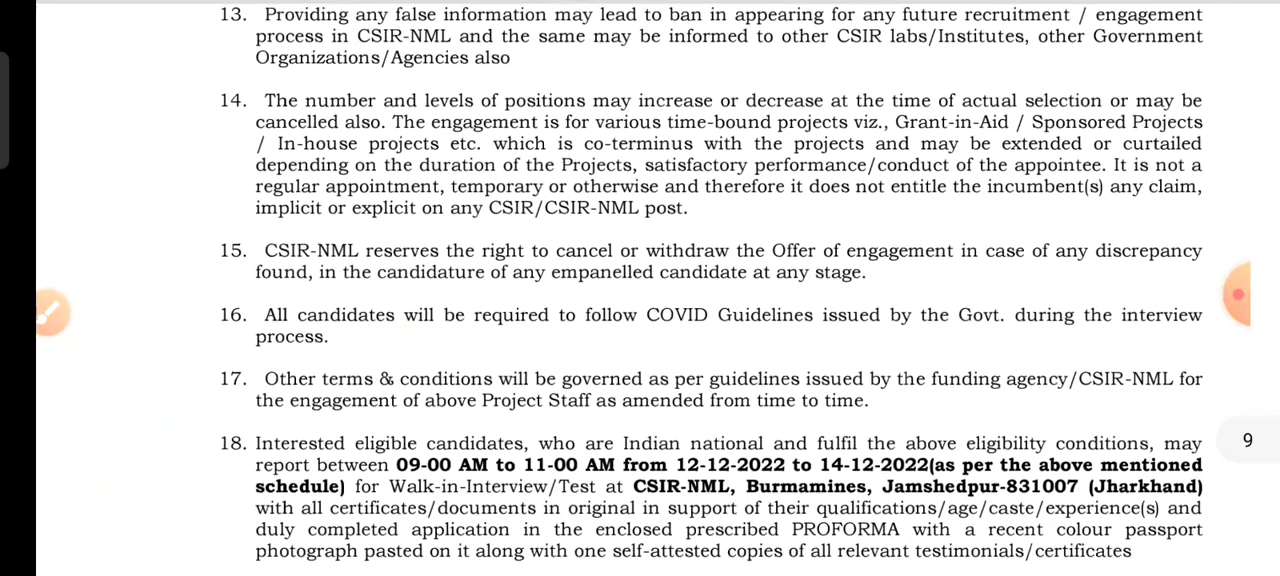 13. Providing any false information may lead to ban in appearing for any future recruitment / engagement
process in CSIR-NML and the same may be informed to other CSIR labs/Institutes, other Government
Organizations/Agencies also
14. The number and levels of positions may increase or decrease at the time of actual selection or may be
cancelled also. The engagement is for various time-bound projects viz., Grant-in-Aid / Sponsored Projects
/ In-house projects etc. which is co-terminus with the projects and may be extended or curtailed
depending on the duration of the Projects, satisfactory performance/conduct of the appointee. It is not a
regular appointment, temporary or otherwise and therefore it does not entitle the incumbent(s) any claim,
implicit or explicit on any CSIR/CSIR-NML post.
15. CSIR-NML reserves the right to cancel or withdraw the Offer of engagement in case of any discrepancy
found, in the candidature of any empanelled candidate at any stage.
16. All candidates will be required to follow COVID Guidelines issued by the Govt. during the interview
process.
17. Other terms & conditions will be governed as per guidelines issued by the funding agency/CSIR-NML for
the engagement of above Project Staff as amended from time to time.
18. Interested eligible candidates, who are Indian national and fulfil the above eligibility conditions, may
9
report between 09-00 AM to 11-00 AM from 12-12-2022 to 14-12-2022(as per the above mentioned
schedule) for Walk-in-Interview/Test at CSIR-NML, Burmamines, Jamshedpur-831007 (Jharkhand)
with all certificates/documents in original in support of their qualifications/age/caste/experience(s) and
duly completed application in the enclosed prescribed PROFORMA with a recent colour passport
photograph pasted on it along with one self-attested copies of all relevant testimonials/certificates